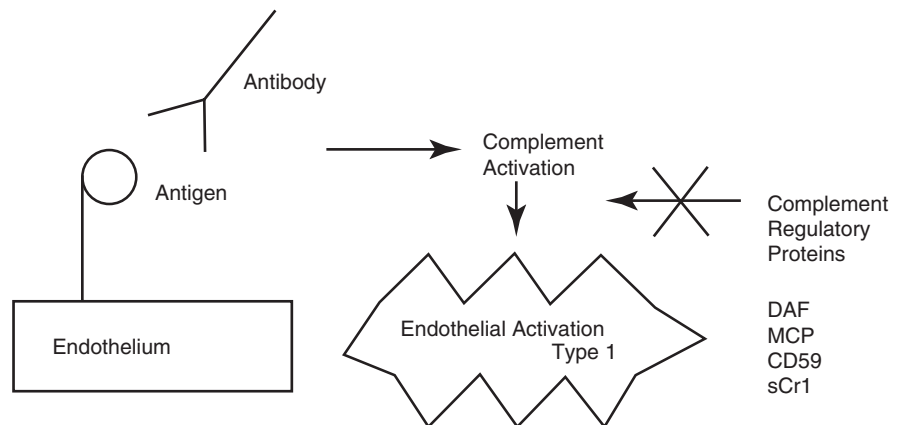 Antibody
Antigen
Endothelium
Complement
Activation
Endothelial Activation
Type 1
Complement
Regulatory
Proteins
DAF
MCP
CD59
sCr1